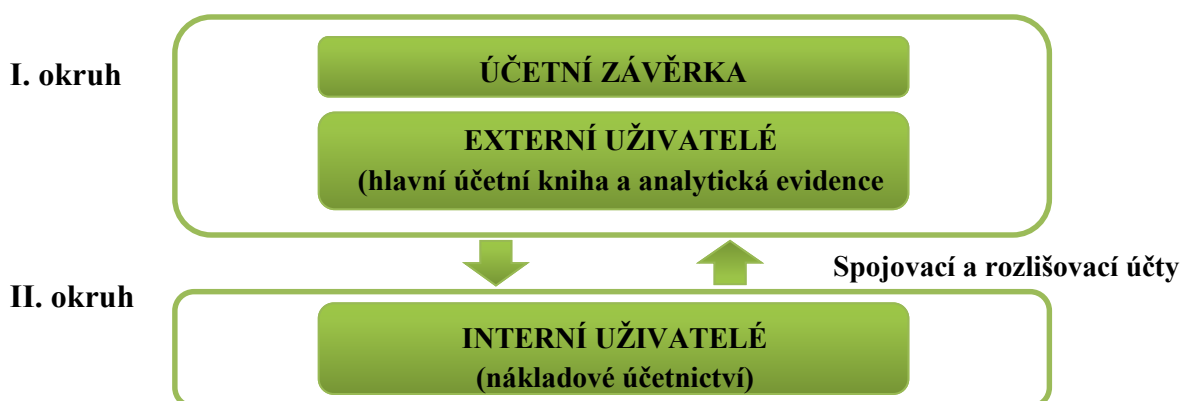 I. okruh
ÚČETNÍ ZÁVĚRKA
EXTERNÍ UŽIVATELÉ
(hlavní účetní kniha a analytická evidence
Spojovací a rozlišovací účty
II. okruh
INTERNÍ UŽIVATELÉ
(nákladové účetnictví)